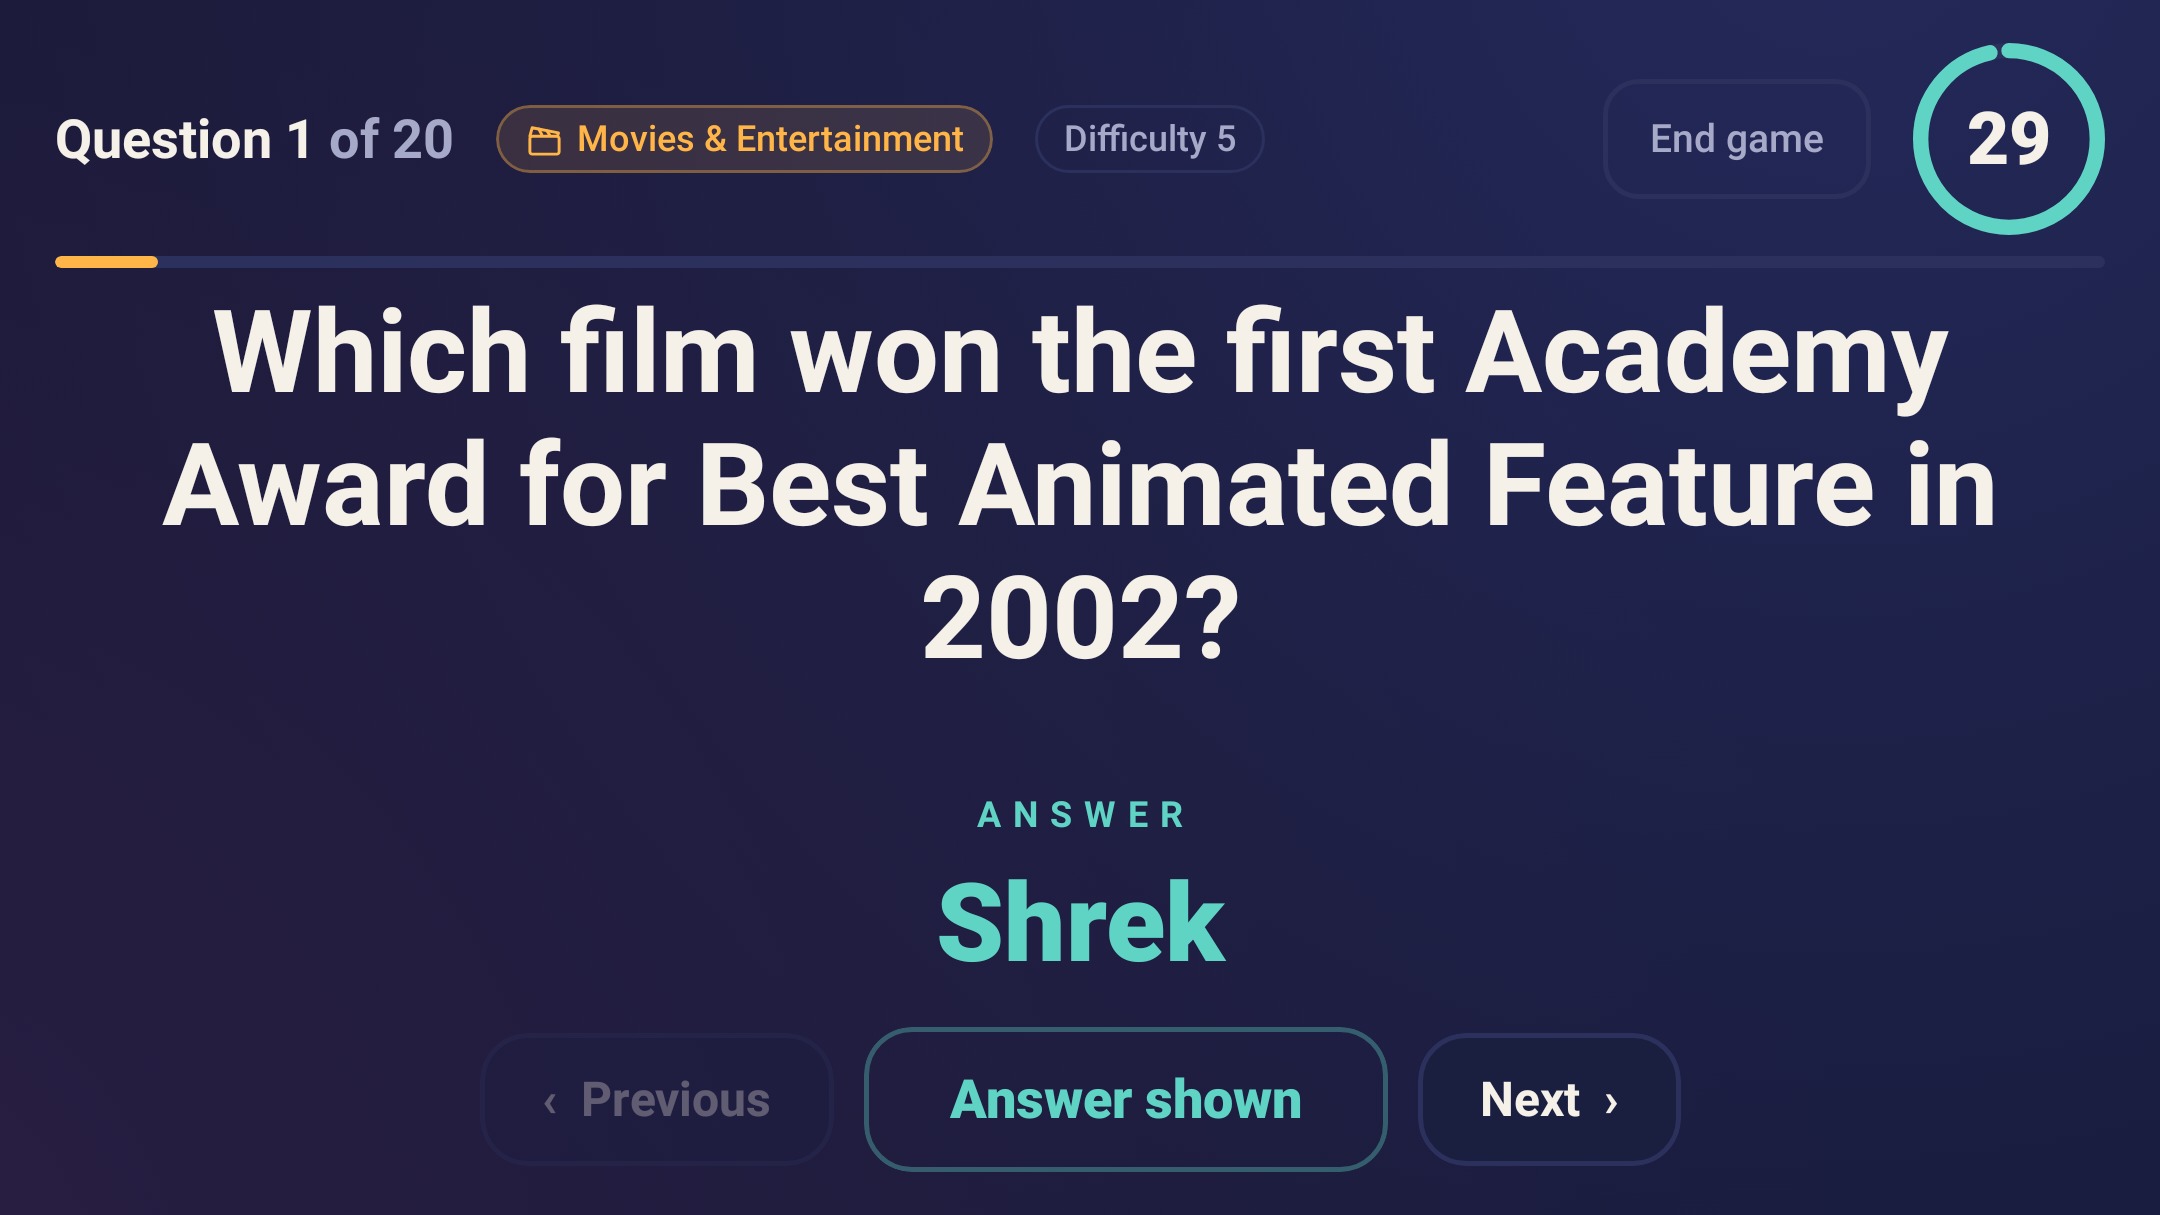 Question 1 of 20
Movies & Entertainment
Difficulty 5
End game
29
Which film won the first Academy
Award for Best Animated Feature in
2002?
ANSWER
Shrek
‹ Previous
Answer shown
Next ›